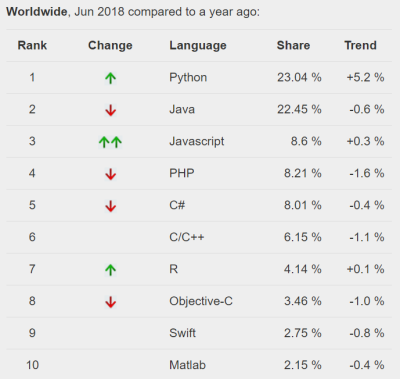 Worldwide, Jun 2018 compared to a year ago:
Rank Change Language Share Trend
1 Python 23.04 % +5.2 %
2 Java 22.45 % -0.6 %
3 Javascript 8.6 % +0.3 %
4 PHP 8.21 % -1.6 %
5 C# 8.01 % -0.4 %
6 C/C++ 6.15 % -1.1 %
7 R 4.14 % +0.1 %
8 Objective-C 3.46 % -1.0 %
9 Swift 2.75 % -0.8 %
10 Matlab 2.15 % -0.4 %